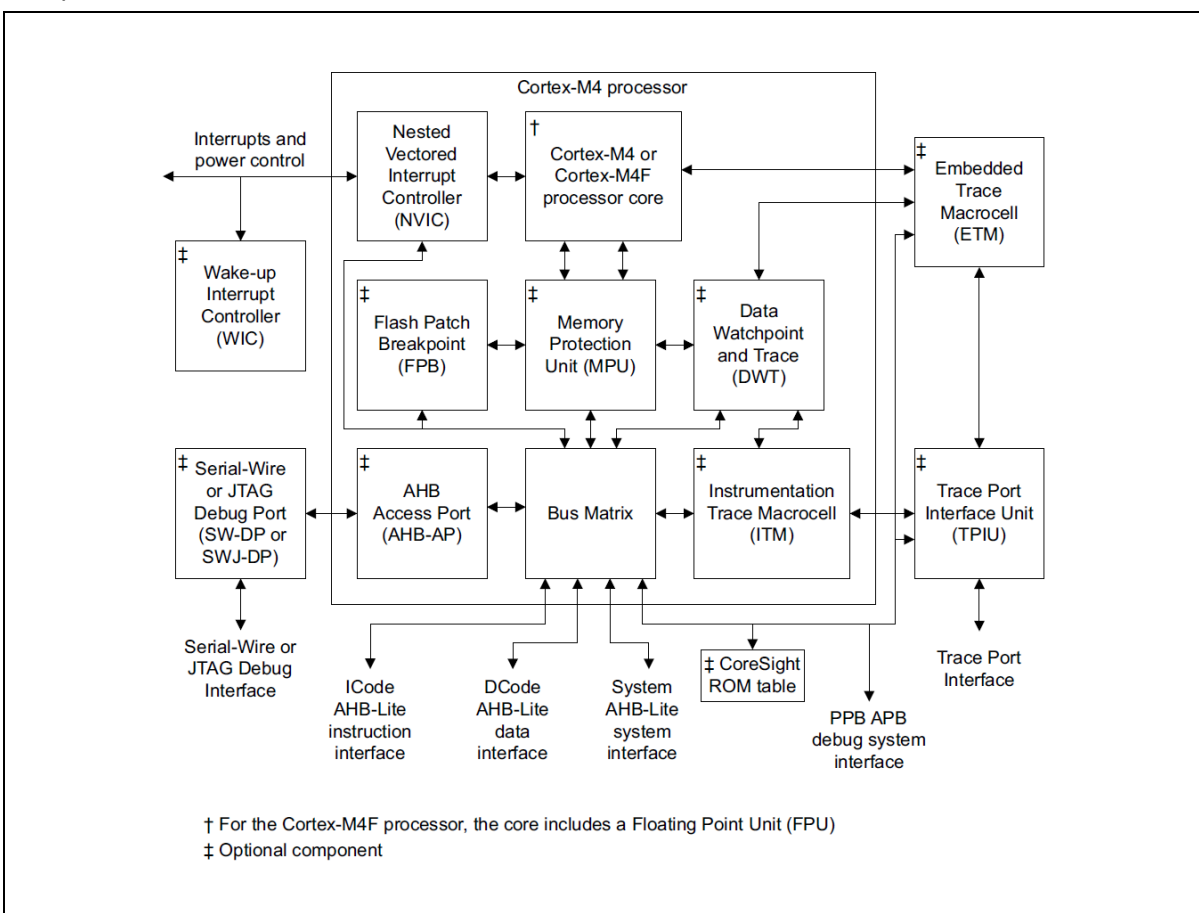 Cortex-M4 processor
Interrupts and
power control
Nested
Vectored
Interrupt
Controller
(NVIC)
†
Cortex-M4 or
Cortex-M4F
processor core
‡
Embedded
Trace
Macrocell
(ETM)
‡
Wake-up
Interrupt
Controller
(WIC)
‡
Flash Patch
Breakpoint
(FPB)
‡
Memory
Protection
Unit (MPU)
‡
Data
Watchpoint
and Trace
(DWT)
‡
Serial-Wire
or JTAG
Debug Port
(SW-DP or
SWJ-DP)
‡
AHB
Access Port
(AHB-AP)
Bus Matrix
‡
Instrumentation
Trace Macrocell
(ITM)
‡
Trace Port
Interface Unit
(TPIU)
Serial-Wire or
JTAG Debug
Interface
ICode
AHB-Lite
instruction
interface
DCode
AHB-Lite
data
interface
System
AHB-Lite
system
interface
‡ CoreSight
ROM table
PPB APB
debug system
interface
Trace Port
Interface
† For the Cortex-M4F processor, the core includes a Floating Point Unit (FPU)
‡ Optional component